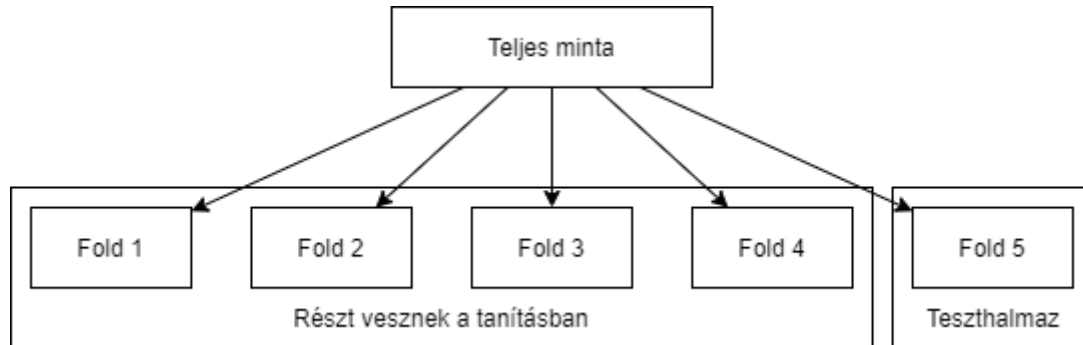 Teljes minta
Fold 1
Fold 2
Fold 3
Fold 4
Fold 5
Részt vesznek a tanításban
Teszthalmaz